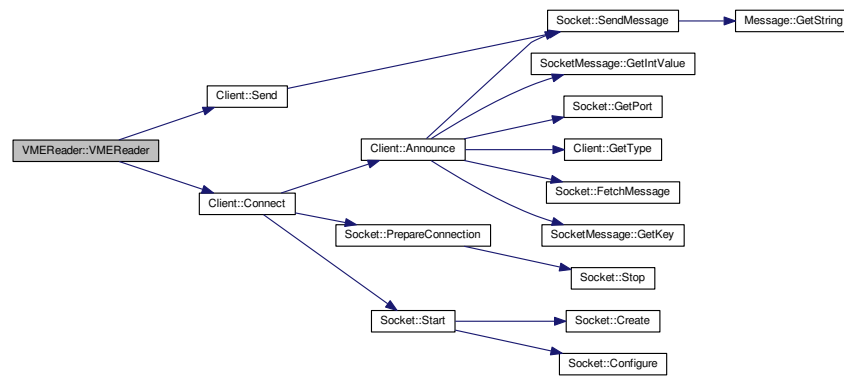 Socket::SendMessage
Message::GetString
SocketMessage::GetIntValue
Client::Send
Socket::GetPort
VMEReader::VMEReader
Client::Announce
Client::GetType
Socket::FetchMessage
Client::Connect
Socket::PrepareConnection
SocketMessage::GetKey
Socket::Stop
Socket::Start
Socket::Create
Socket::Configure